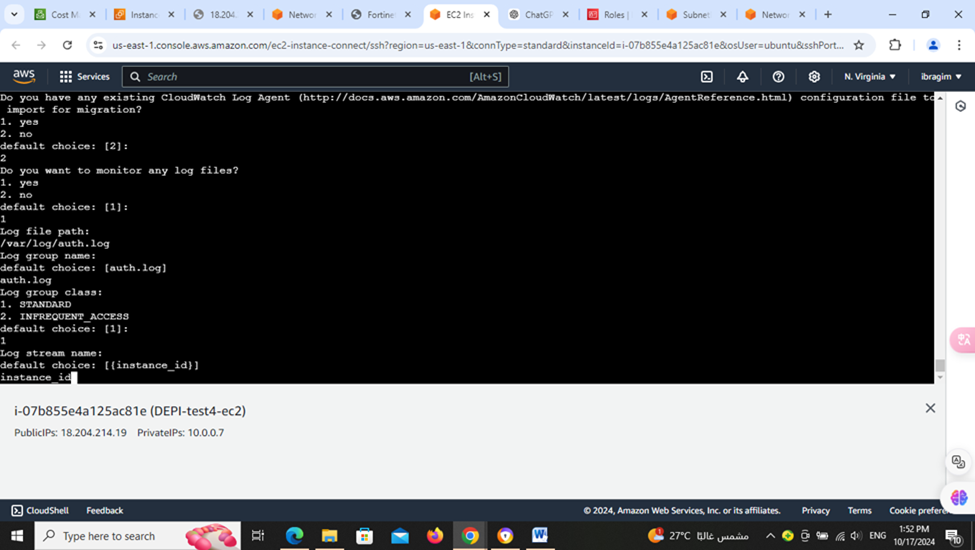 Cost M
Instanc
18.204.
Netwo
Fortine
EC2 Ins
ChatGP
Roles |
Subnet
Netwo
us-east-1.console.aws.amazon.com/ec2-instance-connect/ssh?region=us-east-1&connType=standard&instanceId=i-07b855e4a125ac81e&osUser=ubuntu&sshPort...
aws
Services
Search
[Alt+S]
N. Virginia
ibragim
Do you have any existing CloudWatch Log Agent (http://docs.aws.amazon.com/AmazonCloudWatch/latest/logs/AgentReference.html) configuration file to
import for migration?
1. yes
2. no
default choice: [2]:
2
Do you want to monitor any log files?
1. yes
2. no
default choice: [1]:
1
Log file path:
/var/log/auth.log
Log group name:
default choice: [auth.log]
auth.log
Log group class:
1. STANDARD
2. INFREQUENT_ACCESS
default choice: [1]:
1
Log stream name:
default choice: [{instance_id}]
instance_id
i-07b855e4a125ac81e (DEPI-test4-ec2)
PublicIPs: 18.204.214.19 PrivateIPs: 10.0.0.7
CloudShell
Feedback
© 2024, Amazon Web Services, Inc. or its affiliates.
Privacy
Terms
Cookie prefere
Type here to search
27°C مشمس غالبًا
ENG
1:52 PM
10/17/2024
10